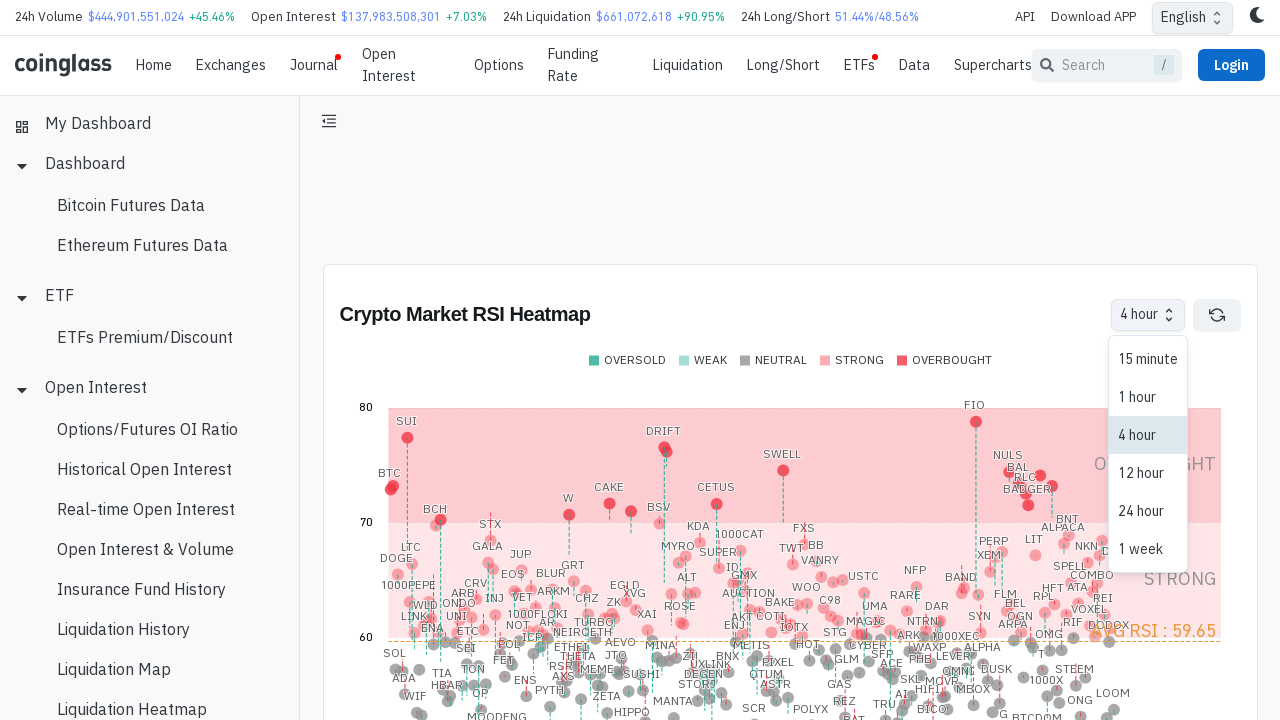 24h Volume $444,901,551,024 +45.46% Open Interest $137,983,508,301 +7.03% 24h Liquidation $661,072,618 +90.95% 24h Long/Short 51.44%/48.56% API Download APP English
coinglass Home Exchanges Journal Open Interest Options Funding Rate Liquidation Long/Short ETFs Data Supercharts Search / Login
My Dashboard
Dashboard
Bitcoin Futures Data
Ethereum Futures Data
ETF
ETFs Premium/Discount
Open Interest
Options/Futures OI Ratio
Historical Open Interest
Real-time Open Interest
Open Interest & Volume
Insurance Fund History
Liquidation History
Liquidation Map
Liquidation Heatmap
Crypto Market RSI Heatmap
4 hour
15 minute
1 hour
4 hour
12 hour
24 hour
1 week
OVERSOLD WEAK NEUTRAL STRONG OVERBOUGHT
80
FIO
SUI
DRIFT
SWELL
NULS
BTC
BAL
RLC
CAKE
CETUS
BADGER
W
BCH
BSV
70
STX
KDA
1000CAT
FXS
BNT
ALPACA
LTC
GALA
JUP
MYRO
SUPER
TWT
BB
PERP
LIT
NKN
DOGE
XEM
VANRY
GRT
ID
SPELL
EOS
BLUR
ALT
GMX
USTC
NFP
BAND
COMBO
1000PEPE
CRV
ARB
ARKM
EGLD
XVG
AUCTION
WOO
RARE
FLM
HFT
ATA
REI
INJ
VET
CHZ
ZK
ROSE
BAKE
C98
UMA
DAR
BEL
RPL
WLD
ONDO
VOXEL
LINK
UNI
1000FLOKI
XAI
AKT
COTI
MAGIC
NTRN
SYN
OGN
RIF
ENA
ETC
NOT
AR
TURBO
ENJ
IOTX
STG
ARPA
DODOX
ICP
NEIROETH
ARK
1000XEC
ONG
60
AVG RSI : 59.65
STRONG
SOL
SEI
POL
ETHFI
AEVO
MINA
METIS
HOT
CYBER
WAXP
ALPHA
FET
THETA
JTO
ZIL
BNX
PIXEL
GLM
SFP
PHB
LEVER
T
ADA
TIA
TON
RSR
MEME
UXLINK
ACE
OMNI
DUSK
STEEM
HBAR
ENS
AXS
SUSHI
DEGEN
QTUM
GAS
SKL
1000X
WIF
OP
PYTH
ZETA
STORJ
ASTR
AI
HIFI
MBOX
LOOM
MANTA
REZ
TRU
ONG
MOODENG
HIPPO
SCR
POLYX
BICO
G
BTCDOM